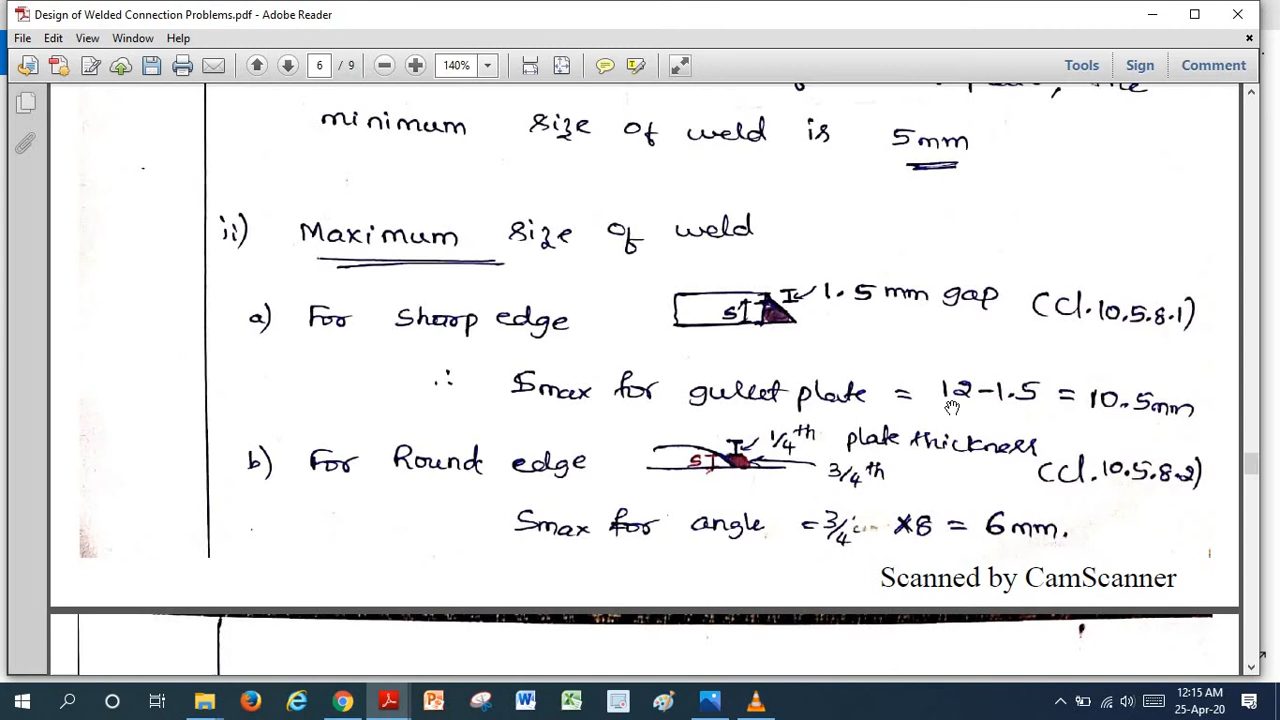 Design of Welded Connection Problems.pdf - Adobe Reader
File Edit View Window Help
6 / 9 140% Tools Sign Comment
minimum size of weld is 5mm
ii) Maximum size of weld
a) For sharp edge S 1.5 mm gap (Cl.10.5.8.1)
∴ Smax for gusset plate = 12-1.5 = 10.5mm
b) For Round edge S 1/4th plate thickness
3/4th (Cl.10.5.8.2)
Smax for angle = 3/4 * 8 = 6mm.
Scanned by CamScanner
12:15 AM
25-Apr-20